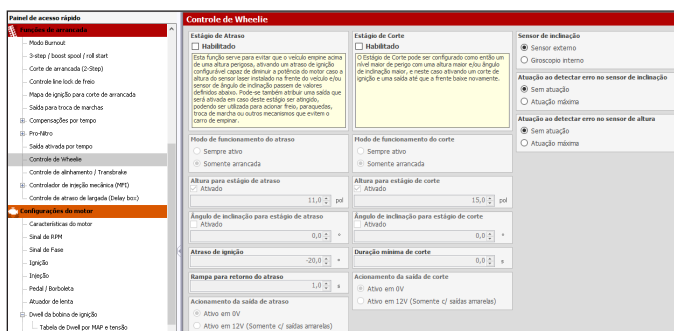 Painel de acesso rápido
Funções de arrancada
Modo Burnout
3-step / boost spool / roll start
Corte de arrancada (2-Step)
Controle line lock de freio
Mapa de ignição para corte de arrancada
Saída para troca de marchas
Compensações por tempo
Pro-Nitro
Saída ativada por tempo
Controle de Wheelie
Controle de alinhamento / Transbrake
Controlador de injeção mecânica (MFI)
Controle de atraso de largada (Delay box)
Configurações do motor
Características do motor
Sinal de RPM
Sinal de Fase
Ignição
Injeção
Pedal / Borboleta
Atuador de lenta
Dwell da bobina de ignição
Tabela de Dwell por MAP e tensão
Controle de Wheelie
Estágio de Atraso
Habilitado
Esta função serve para evitar que o veículo empine acima
de uma altura perigosa, ativando um atraso de ignição
configurável capaz de diminuir a potência do motor caso a
altura do sensor laser instalado na frente do veículo e/ou
sensor de ângulo de inclinação passem de valores
definidos abaixo. Pode-se também atribuir uma saída que
será ativada em caso deste estágio ser atingido,
podendo ser utilizada para acionar freio, paraquedas,
troca de marcha ou outros mecanismos que evitem o
carro de empinar.
Modo de funcionamento do atraso
Sempre ativo
Somente arrancada
Altura para estágio de atraso
Ativado
11,0 pol
Ângulo de inclinação para estágio de atraso
Ativado
0,0 °
Atraso de ignição
-20,0 °
Rampa para retorno do atraso
1,0 s
Acionamento da saída de atraso
Ativo em 0V
Ativo em 12V (Somente c/ saídas amarelas)
Estágio de Corte
Habilitado
O Estágio de Corte pode ser configurado como então um
nível maior de perigo com uma altura maior e/ou ângulo
de inclinação maior, e neste caso ativando um corte de
ignição e uma saída até que a frente baixe novamente.
Modo de funcionamento do corte
Sempre ativo
Somente arrancada
Altura para estágio de corte
Ativado
15,0 pol
Ângulo de inclinação para estágio de corte
Ativado
0,0 °
Duração mínima de corte
0,0 s
Acionamento da saída de corte
Ativo em 0V
Ativo em 12V (Somente c/ saídas amarelas)
Sensor de inclinação
Sensor externo
Giroscopio interno
Atuação ao detectar erro no sensor de inclinação
Sem atuação
Atuação máxima
Atuação ao detectar erro no sensor de altura
Sem atuação
Atuação máxima